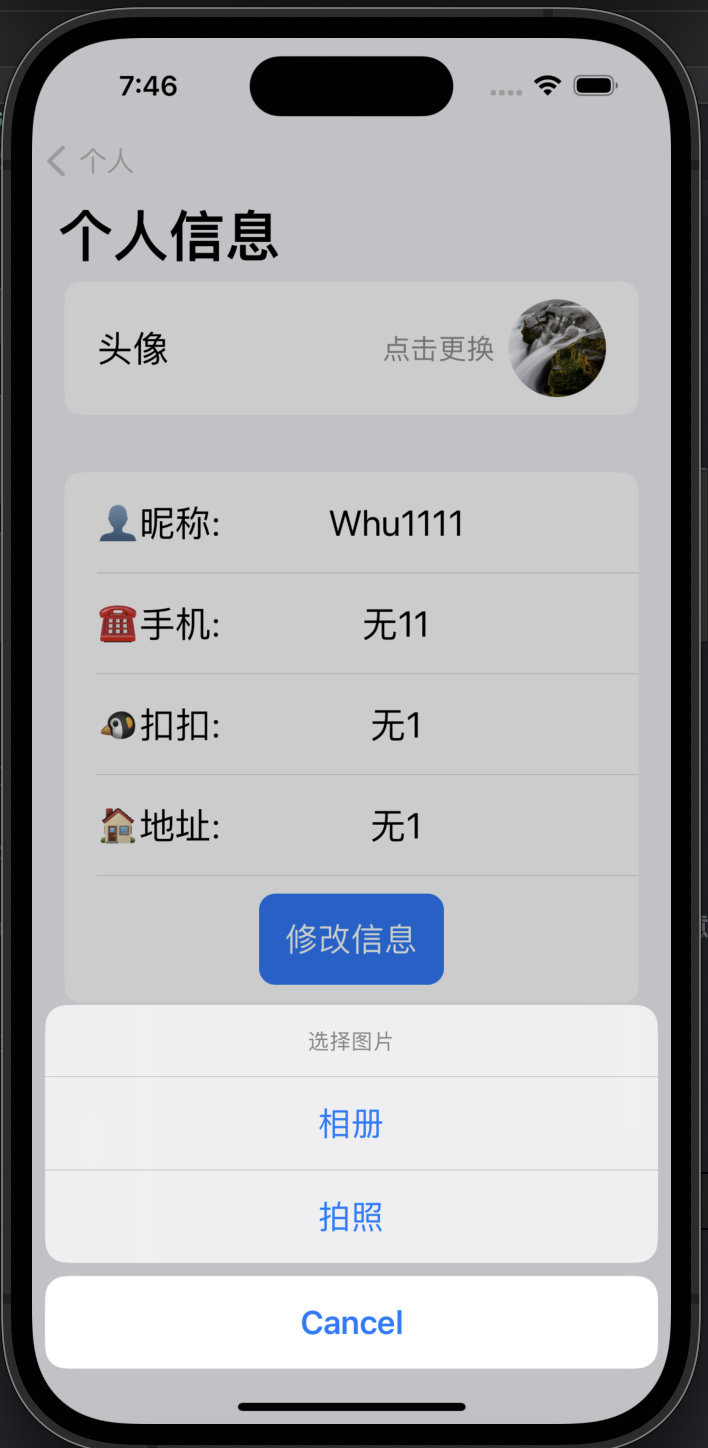 7:46
个人
个人信息
头像 点击更换
昵称: Whu1111
手机: 无11
扣扣: 无1
地址: 无1
修改信息
选择图片
相册
拍照
Cancel